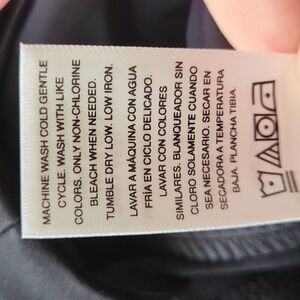 MACHINE WASH COLD GENTLE
CYCLE. WASH WITH LIKE
COLORS. ONLY NON-CHLORINE
BLEACH WHEN NEEDED.
TUMBLE DRY LOW. LOW IRON.
LAVAR A MÁQUINA CON AGUA
FRÍA EN CICLO DELICADO.
LAVAR CON COLORES
SIMILARES. BLANQUEADOR SIN
CLORO SOLAMENTE CUANDO
SEA NECESARIO. SECAR EN
SECADORA A TEMPERATURA
BAJA. PLANCHA TIBIA.